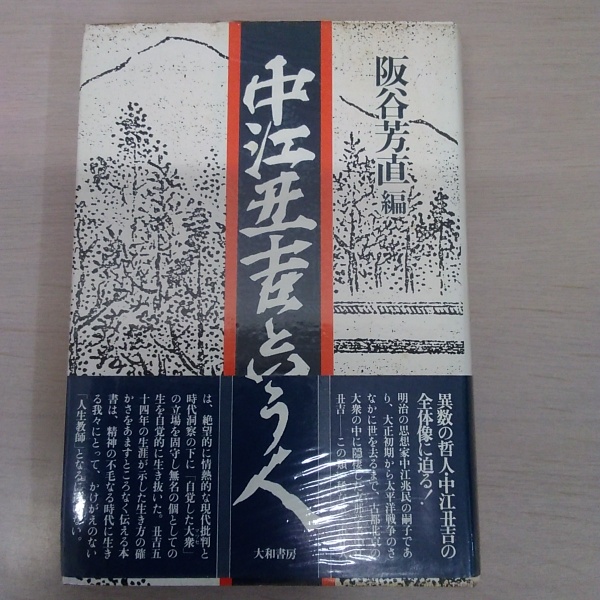 阪谷芳直編
中江丑吉という人
異数の哲人中江丑吉の
全体像に迫る!
明治の思想家中江兆民の嗣子であ
り、大正初期から太平洋戦争のさ
なかに世を去るまで、古都北京の
大衆の中に隠棲し
丑吉――この
は、絶望的に情熱的な現代批判と
時代洞察の下に「自覚した大衆」
の立場を固守し無名の個としての
生を自覚的に生き抜いた。丑吉五
十四年の生涯が示した生き方の確
かさをあますところなく伝える本
書は、精神の不毛なる時代に生き
る我々にとって、かけがえのない
「人生教師」となる
大和書房